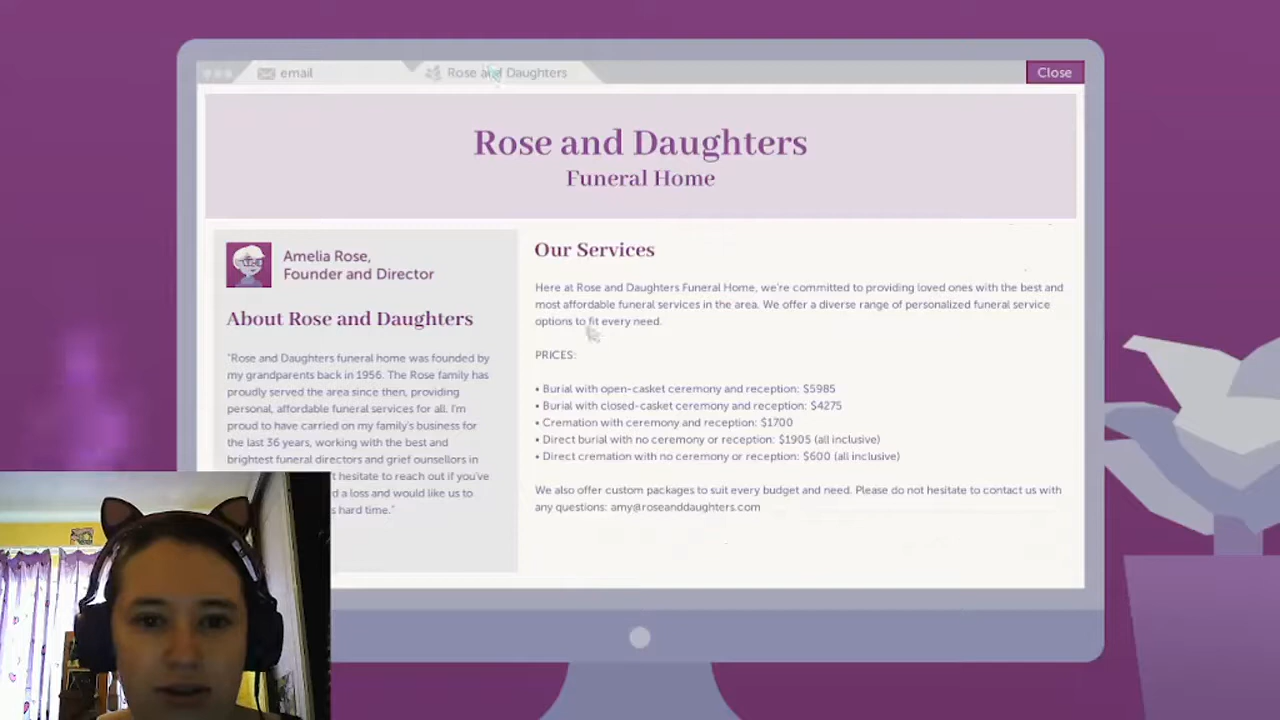 email
Rose and Daughters
Close
Rose and Daughters
Funeral Home
Amelia Rose,
Founder and Director
About Rose and Daughters
"Rose and Daughters funeral home was founded by
my grandparents back in 1956. The Rose family has
proudly served the area since then, providing
personal, affordable funeral services for all. I'm
proud to have carried on my family's business for
the last 36 years, working with the best and
brightest funeral directors and grief ounsellors in
t hesitate to reach out if you've
d a loss and would like us to
s hard time."
Our Services
Here at Rose and Daughters Funeral Home, we're committed to providing loved ones with the best and
most affordable funeral services in the area. We offer a diverse range of personalized funeral service
options to fit every need.
PRICES:
• Burial with open-casket ceremony and reception: $5985
• Burial with closed-casket ceremony and reception: $4275
• Cremation with ceremony and reception: $1700
• Direct burial with no ceremony or reception: $1905 (all inclusive)
• Direct cremation with no ceremony or reception: $600 (all inclusive)
We also offer custom packages to suit every budget and need. Please do not hesitate to contact us with
any questions: amy@roseanddaughters.com